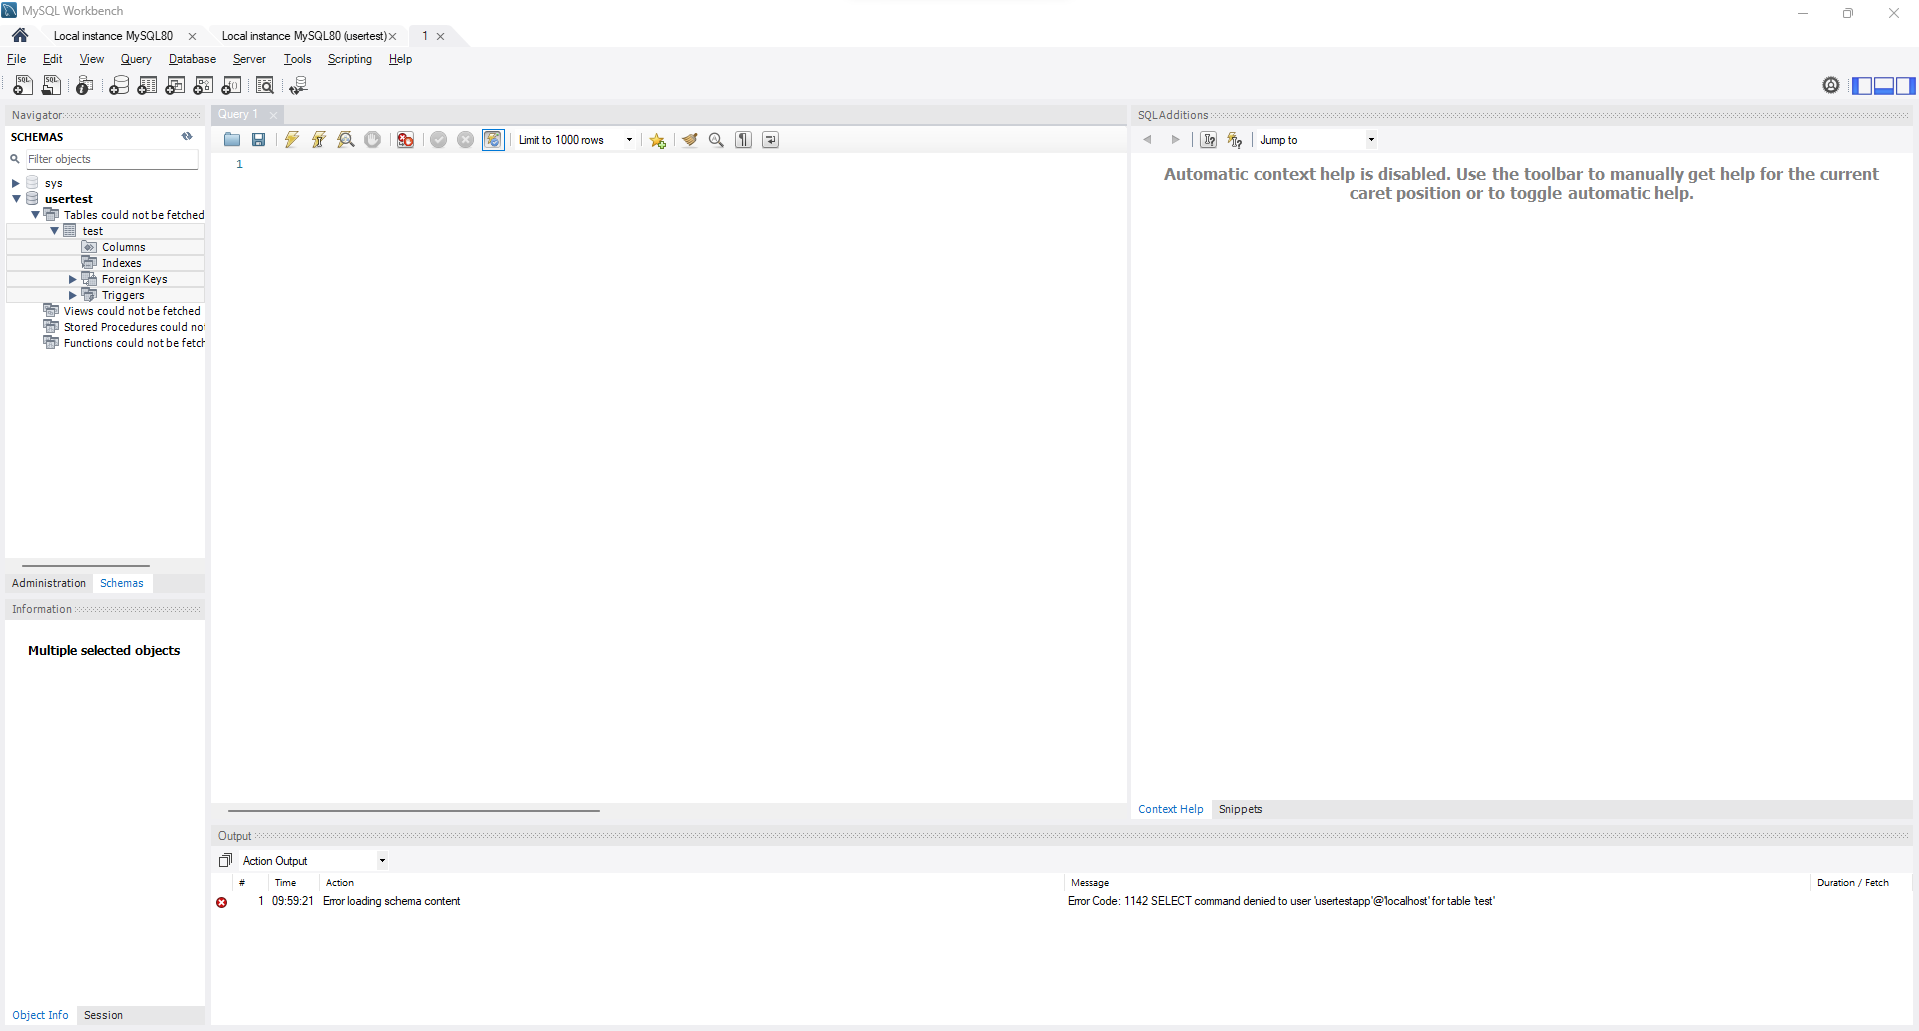 MySQL Workbench
Local instance MySQL80
Local instance MySQL80 (usertest)
1
File Edit View Query Database Server Tools Scripting Help
Navigator
SCHEMAS
Filter objects
sys
usertest
Tables could not be fetched
test
Columns
Indexes
Foreign Keys
Triggers
Views could not be fetched
Stored Procedures could no
Functions could not be fetch
Administration Schemas
Information
Multiple selected objects
Object Info Session
Query 1
Limit to 1000 rows
1
SQLAdditions
Jump to
Automatic context help is disabled. Use the toolbar to manually get help for the current
caret position or to toggle automatic help.
Context Help Snippets
Output
Action Output
# Time Action Message Duration / Fetch
1 09:59:21 Error loading schema content Error Code: 1142 SELECT command denied to user 'usertestapp'@'localhost' for table 'test'